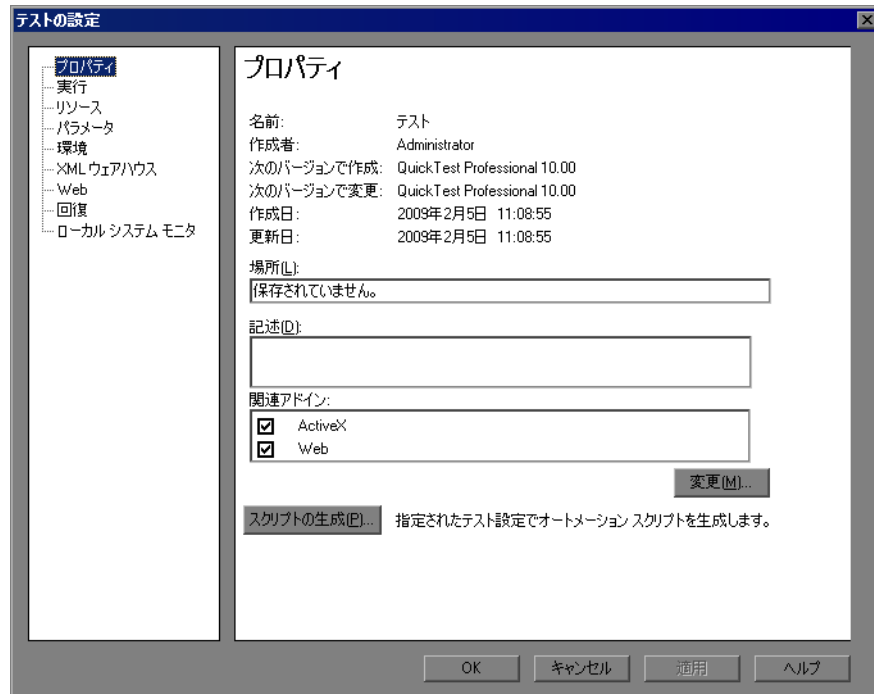 テストの設定
プロパティ
実行
リソース
パラメータ
環境
XML ウェアハウス
Web
回復
ローカル システム モニタ
プロパティ
名前: テスト
作成者: Administrator
次のバージョンで作成: QuickTest Professional 10.00
次のバージョンで変更: QuickTest Professional 10.00
作成日: 2009年2月5日 11:08:55
更新日: 2009年2月5日 11:08:55
場所(L):
保存されていません。
記述(D):
関連アドイン:
ActiveX
Web
変更(M)...
スクリプトの生成(P)... 指定されたテスト設定でオートメーション スクリプトを生成します。
OK キャンセル 適用 ヘルプ